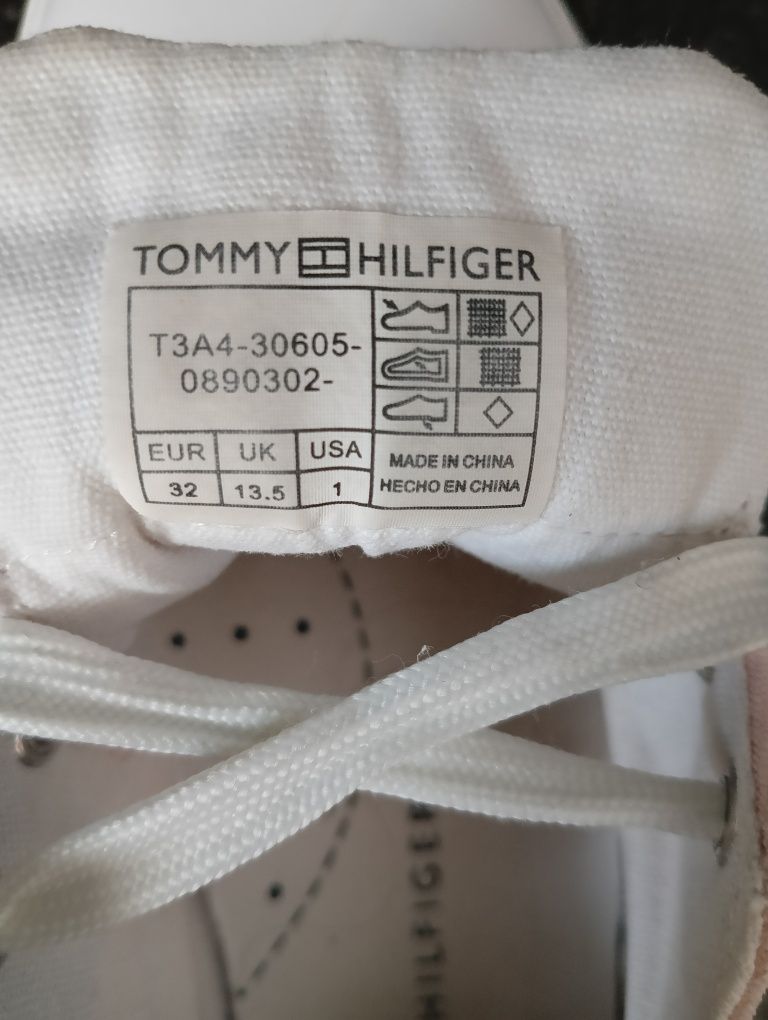 TOMMY HILFIGER
T3A4-30605-
0890302-
EUR UK USA
32 13.5 1
MADE IN CHINA
HECHO EN CHINA
HILFIGER